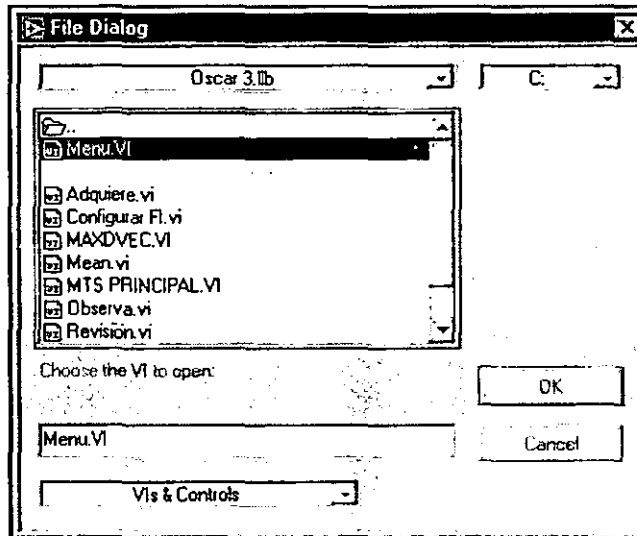 File Dialog
Oscar 3.llb
C:
..
Menu.VI
Adquiere.vi
Configurar FI.vi
MAXDVEC.VI
Mean.vi
MTS PRINCIPAL.VI
Observa.vi
Revisión.vi
Choose the VI to open:
OK
Menu.VI
Cancel
VIs & Controls